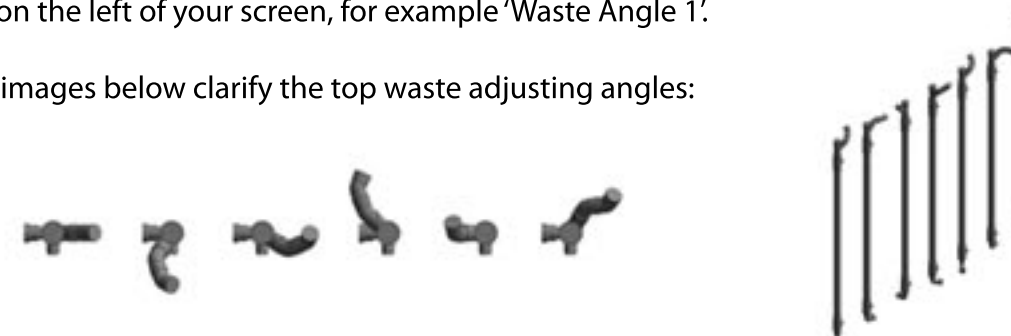 on the left of your screen, for example ‘Waste Angle 1’.
images below clarify the top waste adjusting angles: